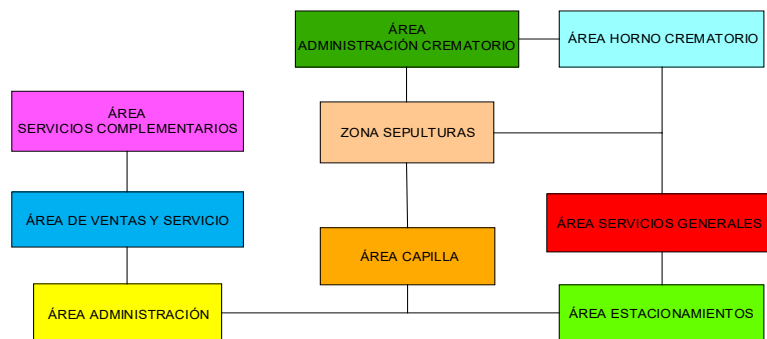 ÁREA
ADMINISTRACIÓN CREMATORIO
ÁREA HORNO CREMATORIO
ÁREA
SERVICIOS COMPLEMENTARIOS
ZONA SEPULTURAS
ÁREA DE VENTAS Y SERVICIO
ÁREA SERVICIOS GENERALES
ÁREA CAPILLA
ÁREA ADMINISTRACIÓN
ÁREA ESTACIONAMIENTOS